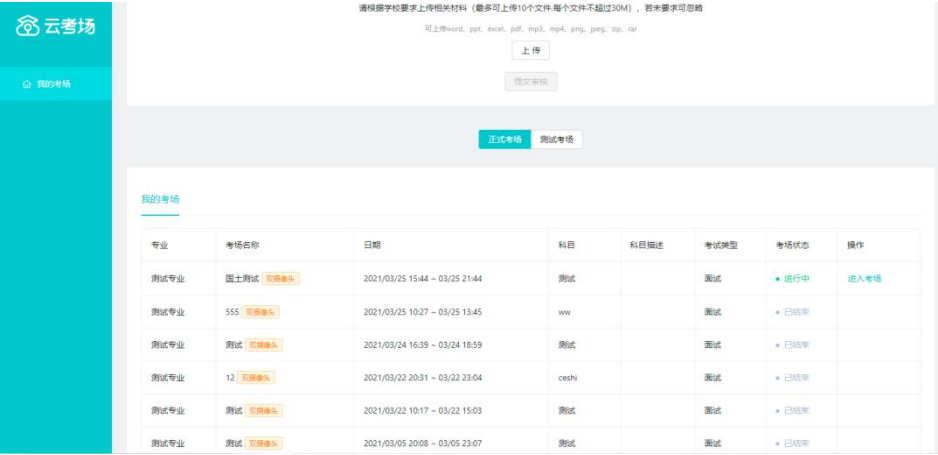 云考场
请根据学校要求上传相关材料（最多可上传10个文件,每个文件不超过30M），若未要求可忽略
可上传word、ppt、excel、pdf、mp3、mp4、png、jpeg、zip、rar
上 传
提交审核
我的考场
正式考场 测试考场
我的考场
专业 考场名称 日期 科目 科目描述 考试类型 考场状态 操作
测试专业 国土测试 双摄像头 2021/03/25 15:44 ~ 03/25 21:44 测试 面试 进行中 进入考场
测试专业 555 双摄像头 2021/03/25 10:27 ~ 03/25 13:45 ww 面试 已结束
测试专业 测试 双摄像头 2021/03/24 16:39 ~ 03/24 18:59 测试 面试 已结束
测试专业 12 双摄像头 2021/03/22 20:31 ~ 03/22 23:04 ceshi 面试 已结束
测试专业 测试 双摄像头 2021/03/22 10:17 ~ 03/22 15:03 测试 面试 已结束
测试专业 测试 双摄像头 2021/03/05 20:08 ~ 03/05 23:07 测试 面试 已结束